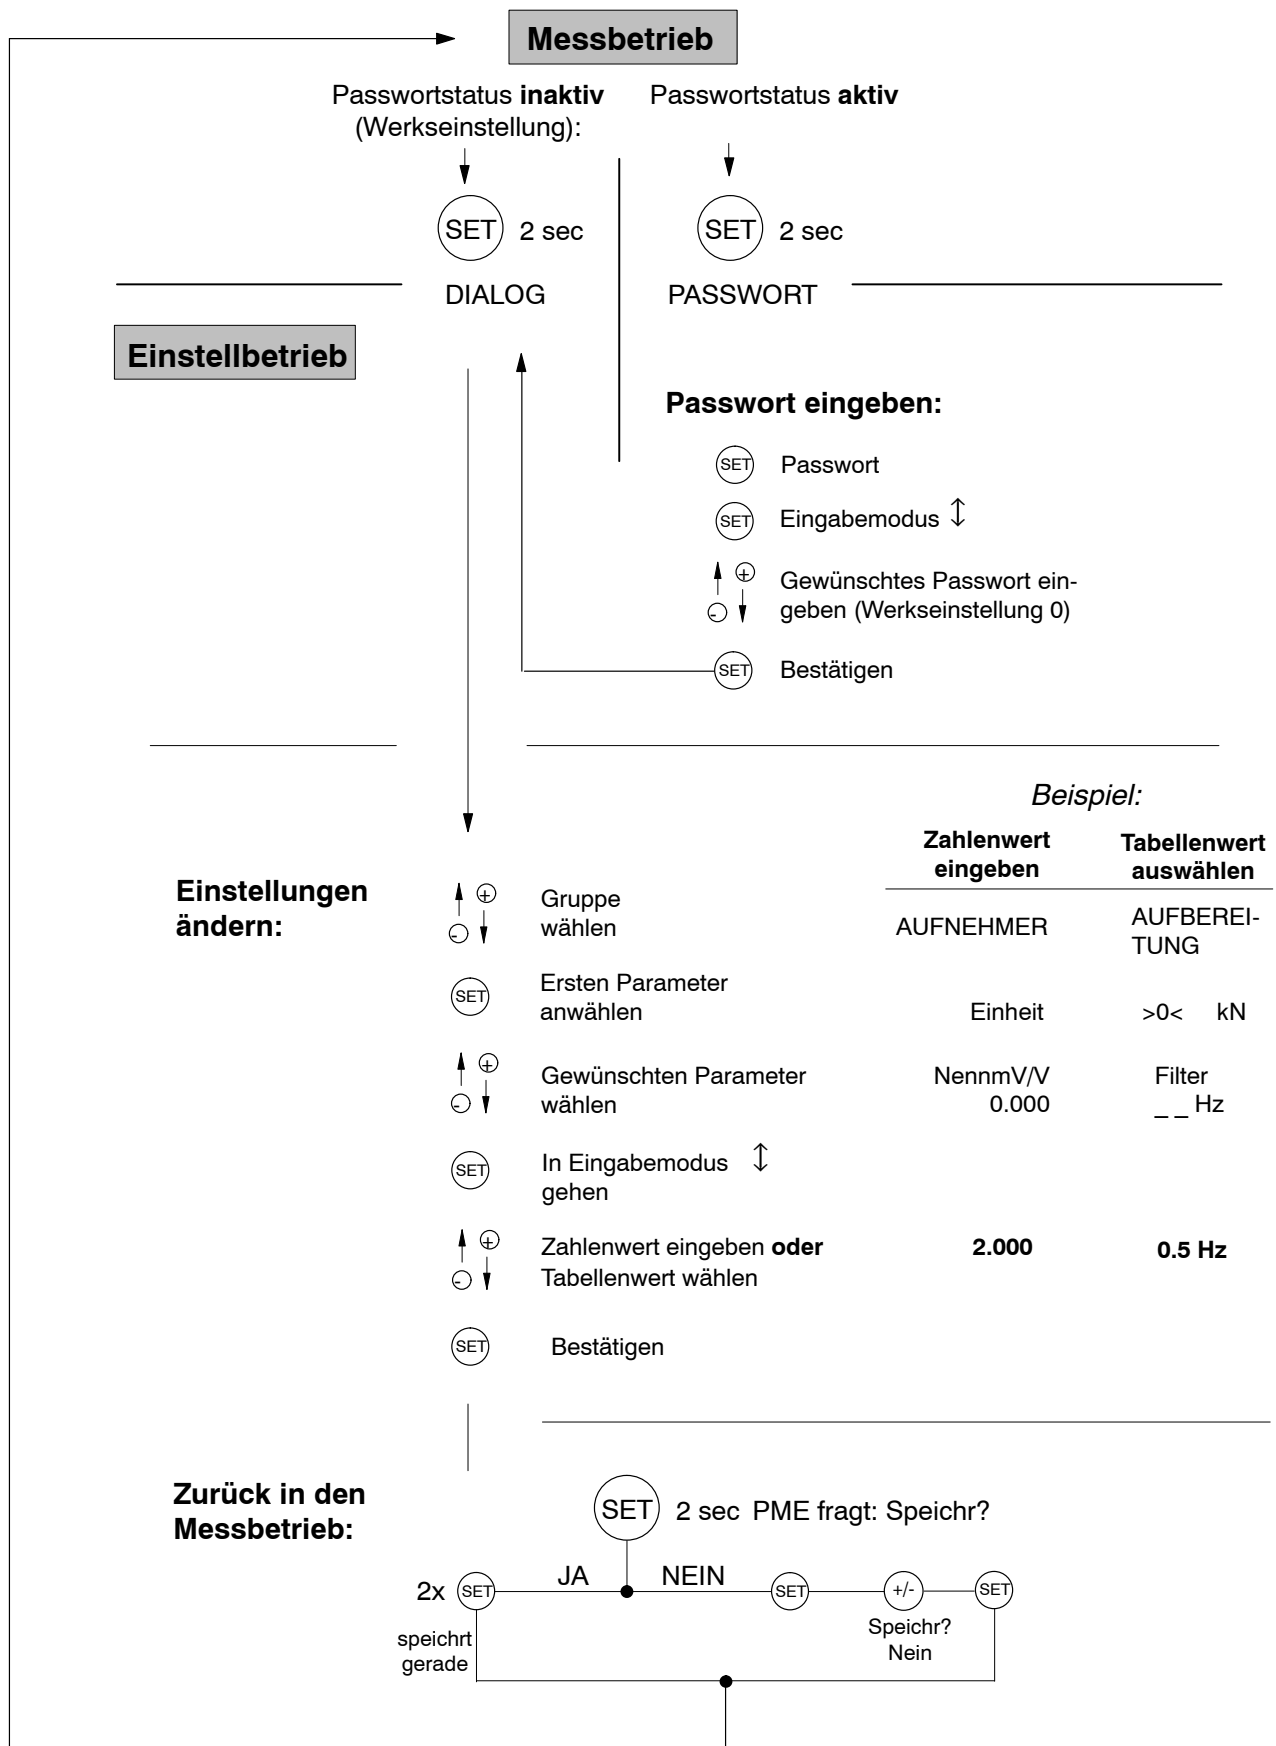 Messbetrieb
Passwortstatus inaktiv
(Werkseinstellung):
Passwortstatus aktiv
SET 2 sec
SET 2 sec
DIALOG
PASSWORT
Einstellbetrieb
Passwort eingeben:
SET Passwort
SET Eingabemodus ↕
+ Gewünschtes Passwort ein-
- geben (Werkseinstellung 0)
SET Bestätigen
Beispiel:
Zahlenwert
eingeben
Tabellenwert
auswählen
Einstellungen
ändern:
+
-
Gruppe
wählen
AUFNEHMER
AUFBEREI-
TUNG
SET
Ersten Parameter
anwählen
Einheit
>0< kN
+
-
Gewünschten Parameter
wählen
NennmV/V
0.000
Filter
_ _ Hz
SET
In Eingabemodus ↕
gehen
+
-
Zahlenwert eingeben oder
Tabellenwert wählen
2.000
0.5 Hz
SET
Bestätigen
Zurück in den
Messbetrieb:
SET 2 sec PME fragt: Speichr?
2x SET JA NEIN SET +/- SET
speichrt
gerade
Speichr?
Nein